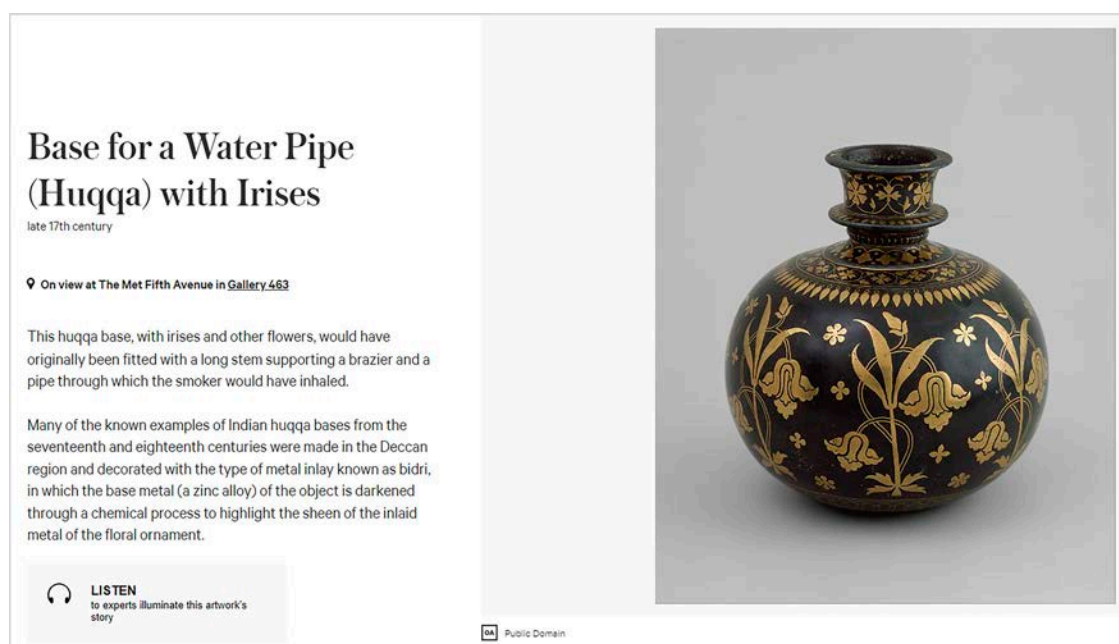 Base for a Water Pipe
(Huqqa) with Irises
late 17th century
On view at The Met Fifth Avenue in Gallery 463
This huqqa base, with irises and other flowers, would have
originally been fitted with a long stem supporting a brazier and a
pipe through which the smoker would have inhaled.
Many of the known examples of Indian huqqa bases from the
seventeenth and eighteenth centuries were made in the Deccan
region and decorated with the type of metal inlay known as bidri,
in which the base metal (a zinc alloy) of the object is darkened
through a chemical process to highlight the sheen of the inlaid
metal of the floral ornament.
LISTEN
to experts illuminate this artwork's
story
OA Public Domain